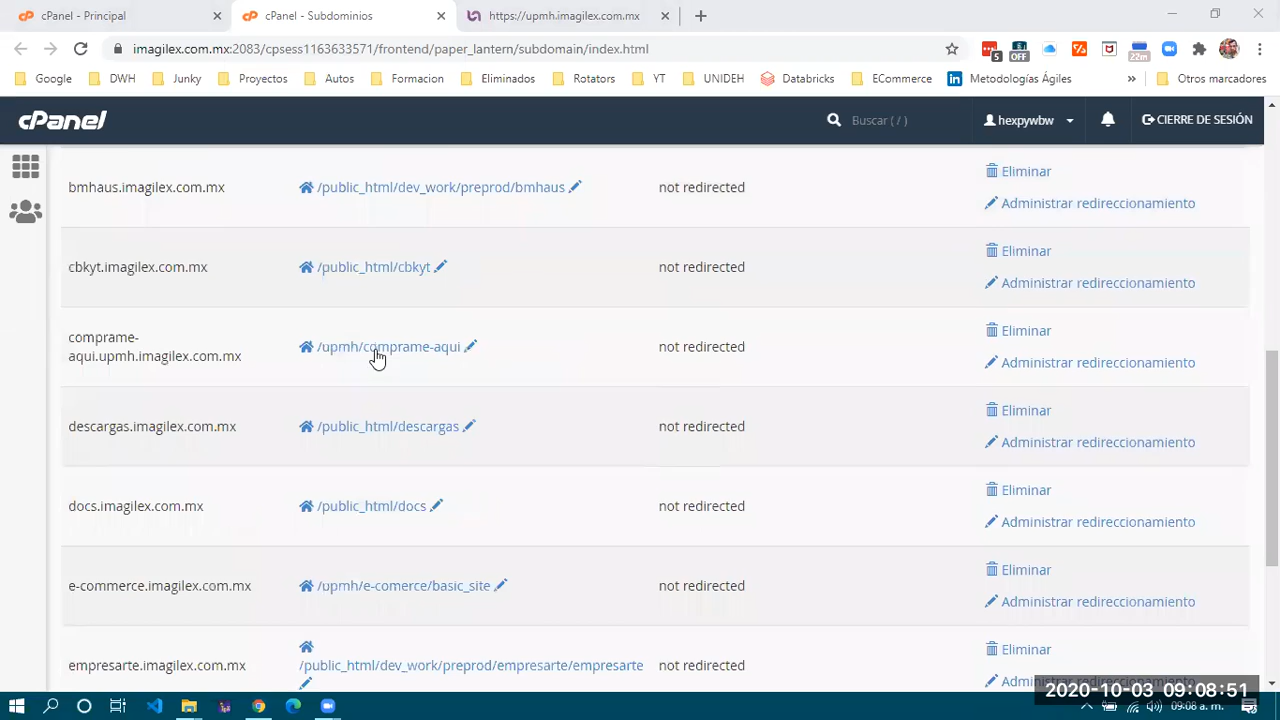 cPanel - Principal
cPanel - Subdominios
https://upmh.imagilex.com.mx
imagilex.com.mx:2083/cpsess1163633571/frontend/paper_lantern/subdomain/index.html
5
OFF
22m
Google
DWH
Junky
Proyectos
Autos
Formacion
Eliminados
Rotators
YT
UNIDEH
Databricks
ECommerce
Metodologías Ágiles
»
Otros marcadores
cPanel
Buscar ( / )
hexpywbw
CIERRE DE SESIÓN
bmhaus.imagilex.com.mx
/public_html/dev_work/preprod/bmhaus
not redirected
Eliminar
Administrar redireccionamiento
cbkyt.imagilex.com.mx
/public_html/cbkyt
not redirected
Eliminar
Administrar redireccionamiento
comprame-
aqui.upmh.imagilex.com.mx
/upmh/comprame-aqui
not redirected
Eliminar
Administrar redireccionamiento
descargas.imagilex.com.mx
/public_html/descargas
not redirected
Eliminar
Administrar redireccionamiento
docs.imagilex.com.mx
/public_html/docs
not redirected
Eliminar
Administrar redireccionamiento
e-commerce.imagilex.com.mx
/upmh/e-comerce/basic_site
not redirected
Eliminar
Administrar redireccionamiento
empresarte.imagilex.com.mx
/public_html/dev_work/preprod/empresarte/empresarte
not redirected
Eliminar
2020-10-03 09:08:51
09:08 a. m.